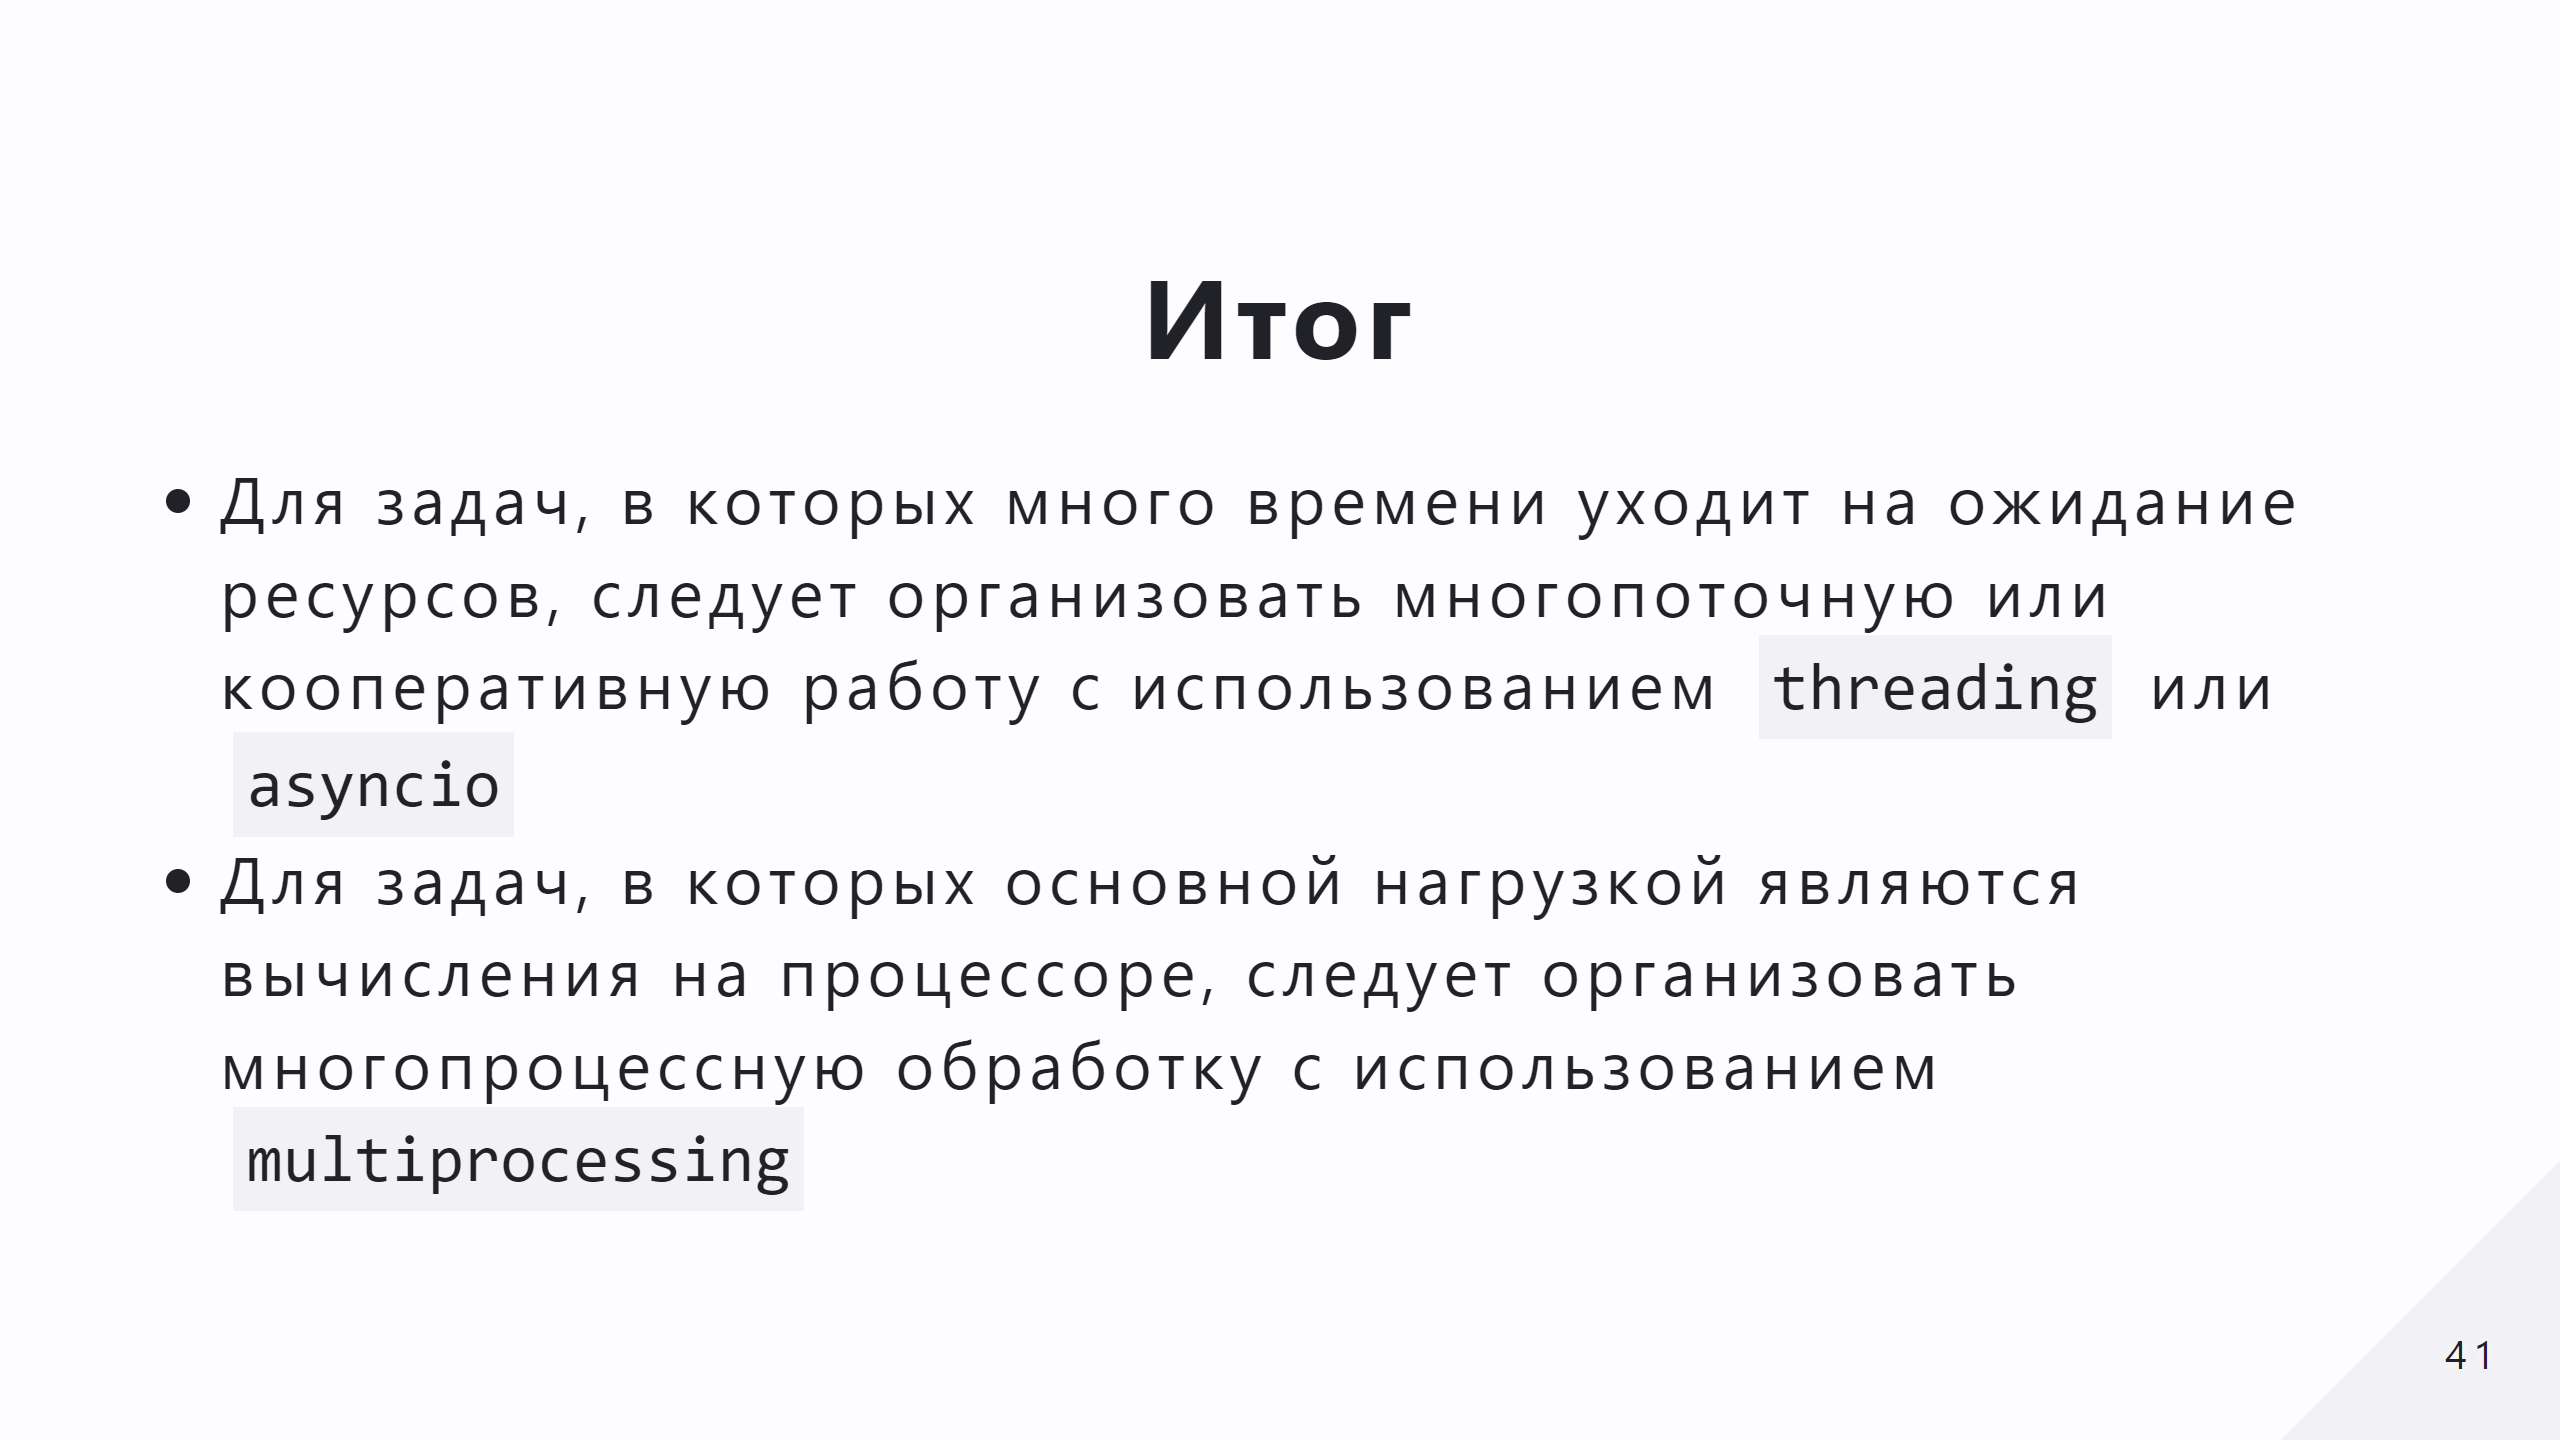 Итог
• Для задач, в которых много времени уходит на ожидание
ресурсов, следует организовать многопоточную или
кооперативную работу с использованием threading или
asyncio
• Для задач, в которых основной нагрузкой являются
вычисления на процессоре, следует организовать
многопроцессную обработку с использованием
multiprocessing
41